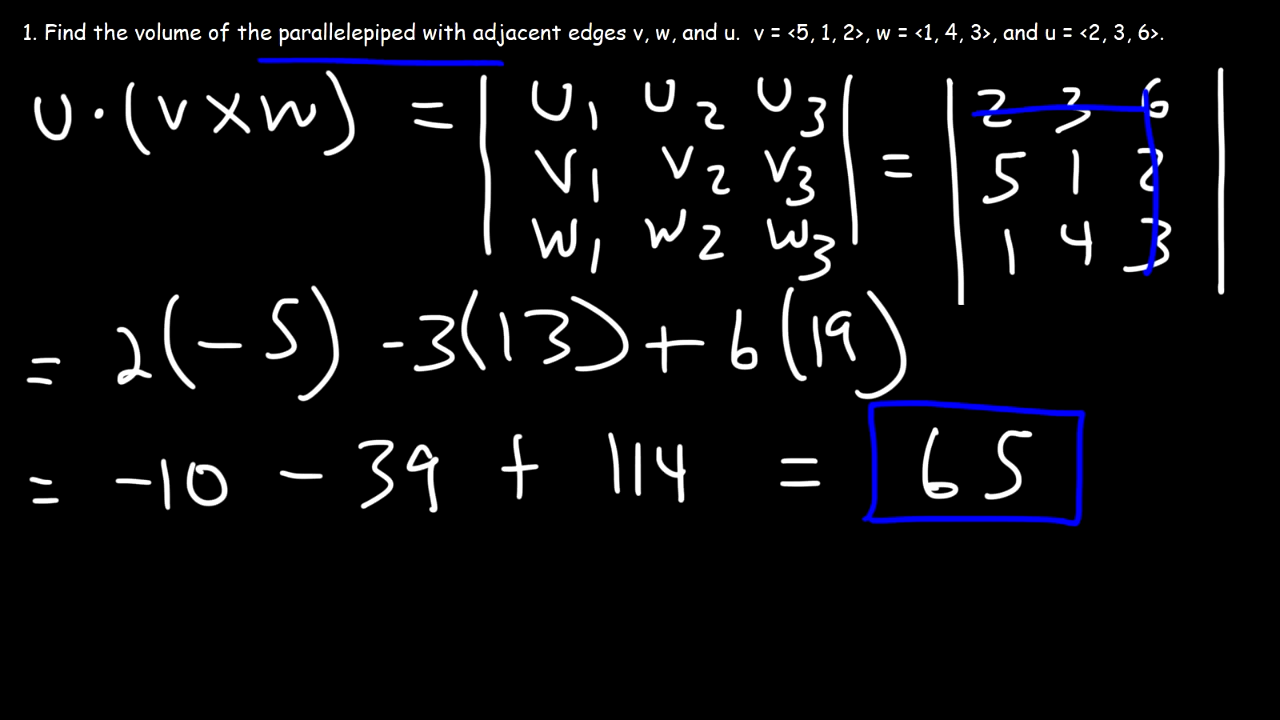 1. Find the volume of the parallelepiped with adjacent edges v, w, and u. v = <5, 1, 2>, w = <1, 4, 3>, and u = <2, 3, 6>.
U · (V × W) = | U₁ U₂ U₃ | = | 2 3 6 |
| V₁ V₂ V₃ | | 5 1 2 |
| W₁ W₂ W₃ | | 1 4 3 |
= 2(-5) -3(13) + 6(19)
= -10 - 39 + 114 = 65